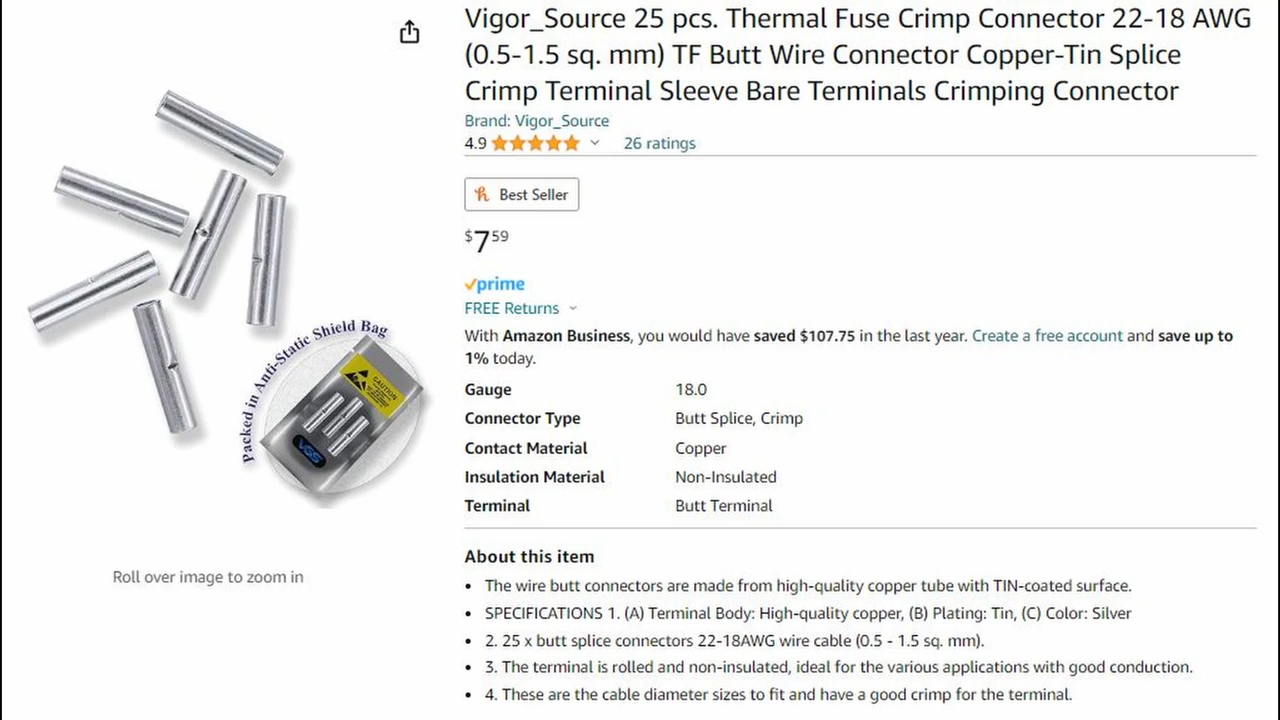 Vigor_Source 25 pcs. Thermal Fuse Crimp Connector 22-18 AWG
(0.5-1.5 sq. mm) TF Butt Wire Connector Copper-Tin Splice
Crimp Terminal Sleeve Bare Terminals Crimping Connector
Brand: Vigor_Source
4.9
26 ratings
Best Seller
$7 59
prime
FREE Returns
With Amazon Business, you would have saved $107.75 in the last year. Create a free account and save up to
1% today.
Gauge 18.0
Connector Type Butt Splice, Crimp
Contact Material Copper
Insulation Material Non-Insulated
Terminal Butt Terminal
About this item
• The wire butt connectors are made from high-quality copper tube with TIN-coated surface.
• SPECIFICATIONS 1. (A) Terminal Body: High-quality copper, (B) Plating: Tin, (C) Color: Silver
• 2. 25 x butt splice connectors 22-18AWG wire cable (0.5 - 1.5 sq. mm).
• 3. The terminal is rolled and non-insulated, ideal for the various applications with good conduction.
• 4. These are the cable diameter sizes to fit and have a good crimp for the terminal.
Packed in Anti-Static Shield Bag
CAUTION
VGS
Roll over image to zoom in